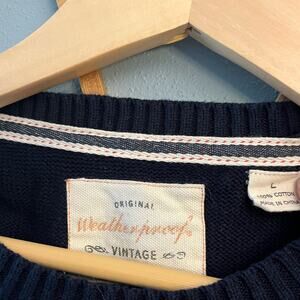 ORIGINAL
Weatherproof
VINTAGE
L
100% COTTON
MADE IN CHINA